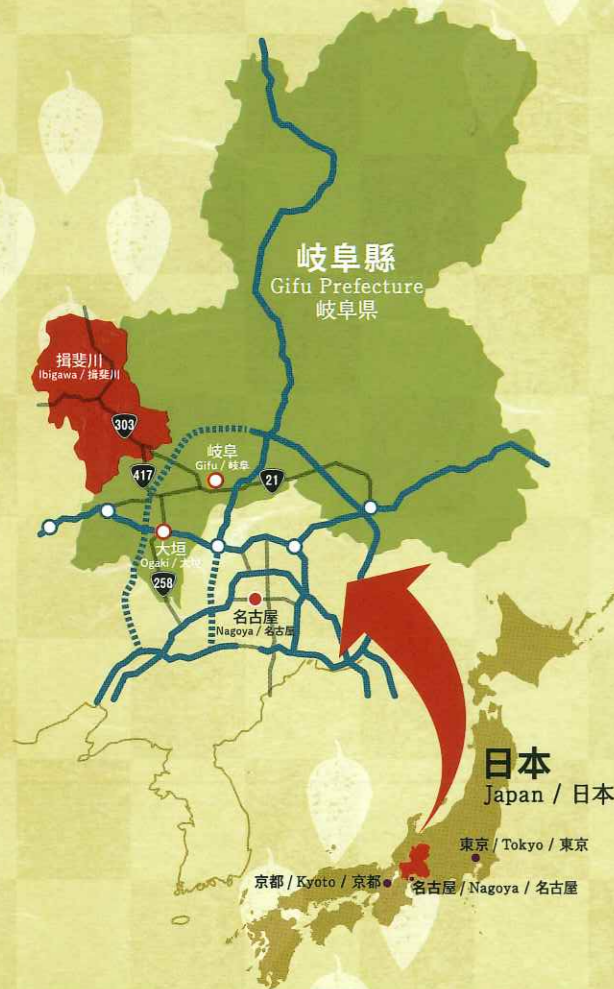 岐阜縣
Gifu Prefecture
岐阜県
揖斐川
Ibigawa / 揖斐川
303
417
岐阜
Gifu / 岐阜
21
大垣
Ogaki / 大垣
258
名古屋
Nagoya / 名古屋
日本
Japan / 日本
東京 / Tokyo / 東京
京都 / Kyoto / 京都
名古屋 / Nagoya / 名古屋